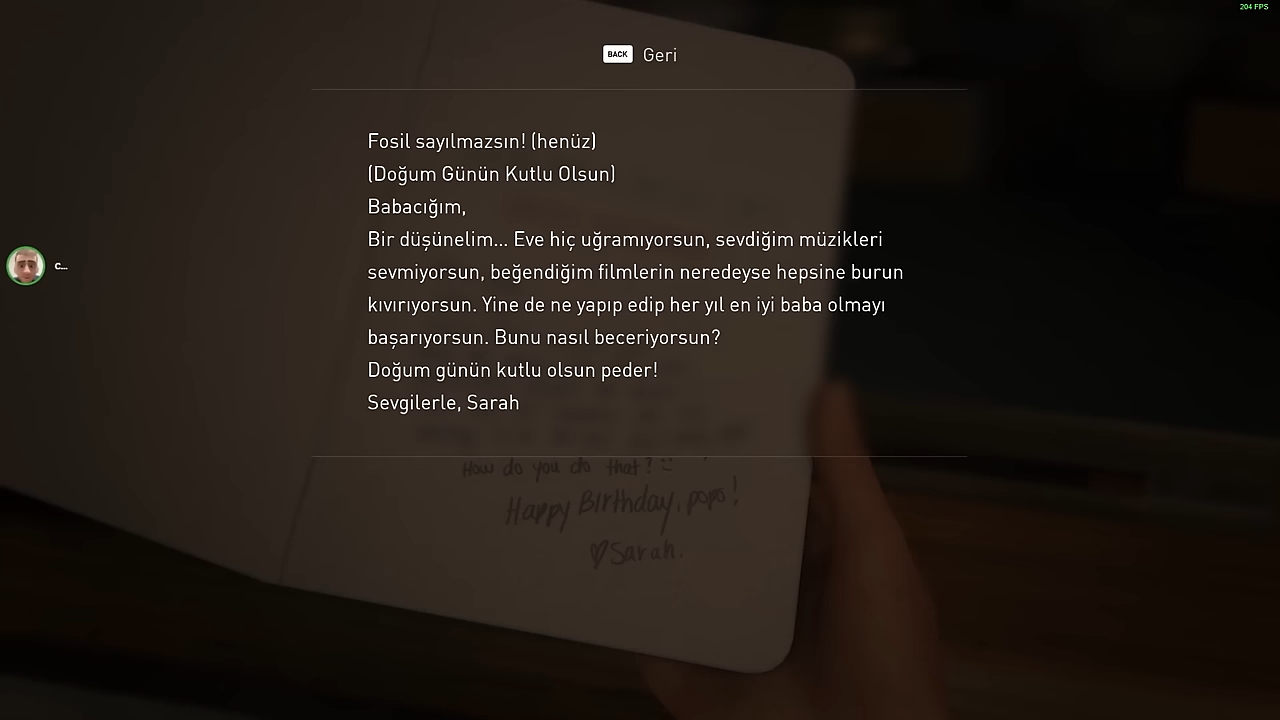 204 FPS
BACK Geri
Fosil sayılmazsın! (henüz)
(Doğum Günün Kutlu Olsun)
Babacığım,
Bir düşünelim... Eve hiç uğramıyorsun, sevdiğim müzikleri
sevmiyorsun, beğendiğim filmlerin neredeyse hepsine burun
kıvırıyorsun. Yine de ne yapıp edip her yıl en iyi baba olmayı
başarıyorsun. Bunu nasıl beceriyorsun?
Doğum günün kutlu olsun peder!
Sevgilerle, Sarah
C...
How do you do that?
Happy Birthday, pops!
Sarah.